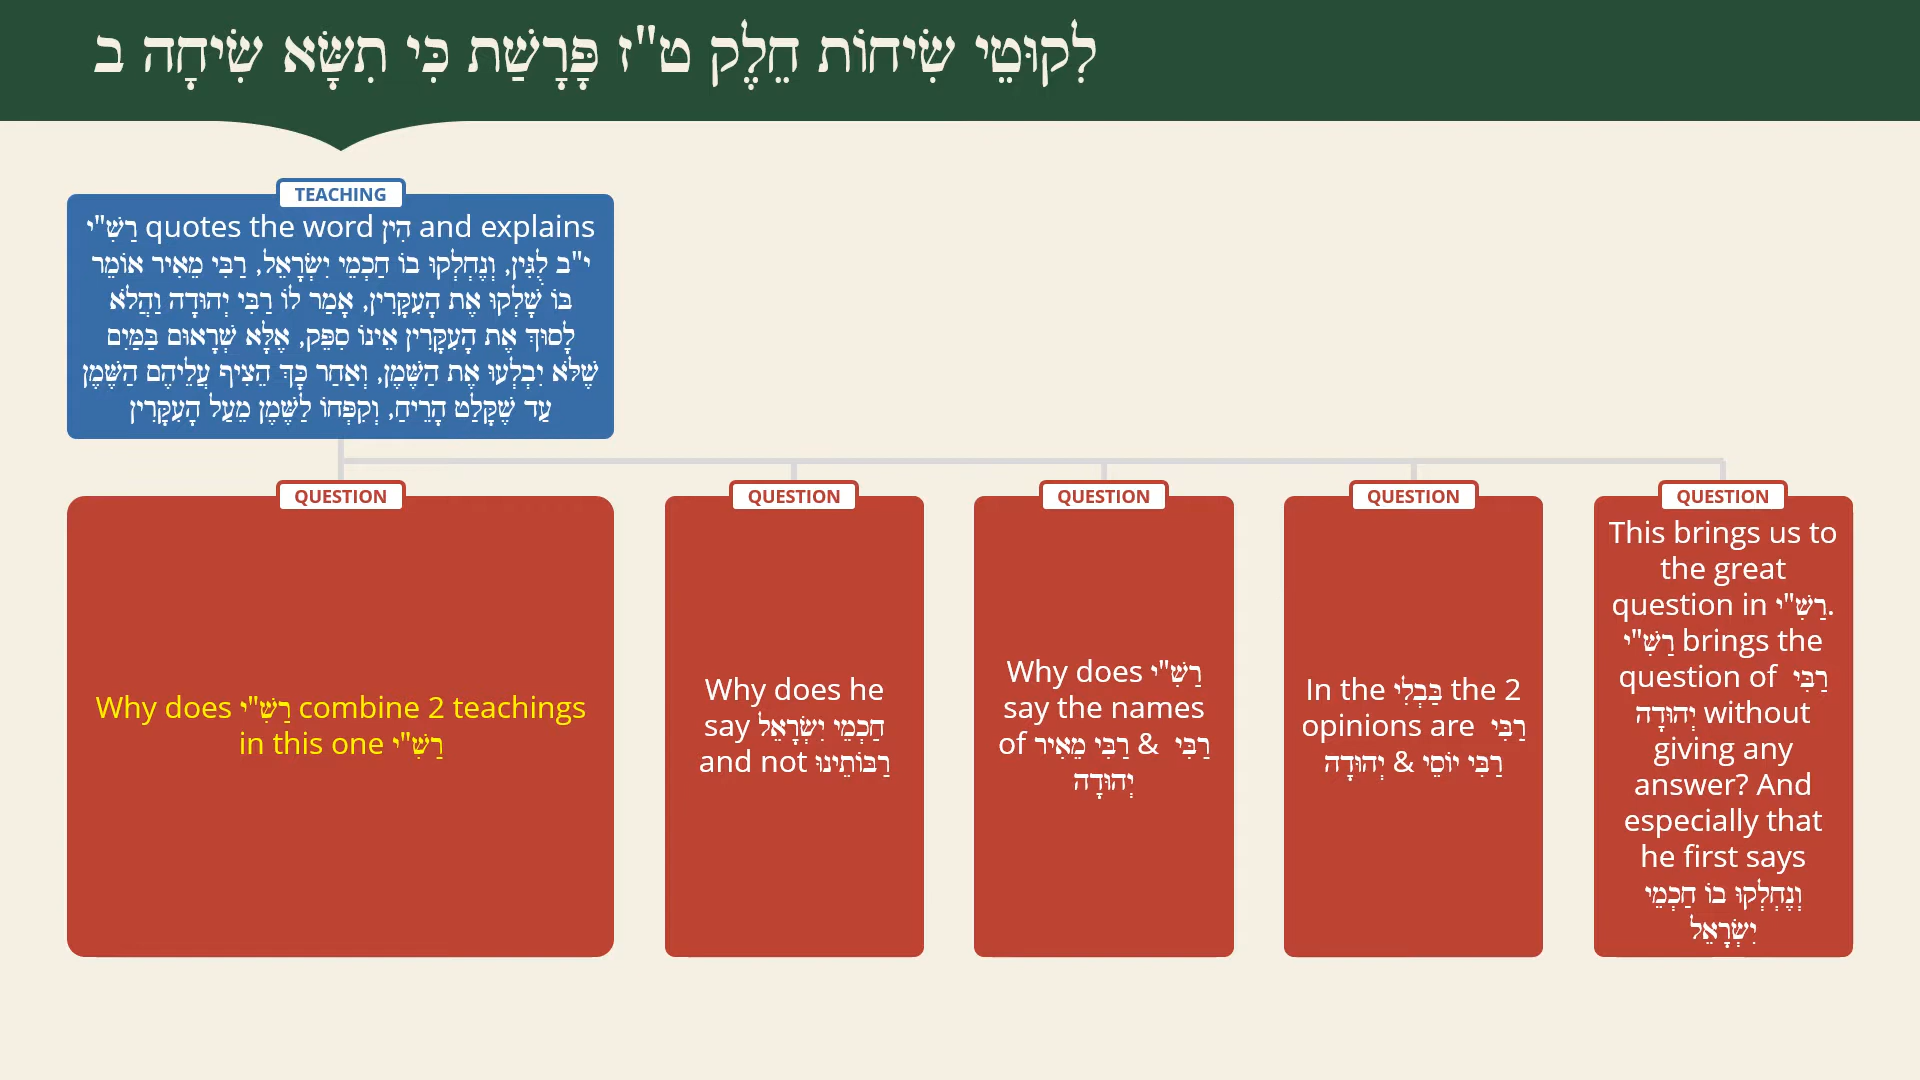 לִקוּטֵי שִׂיחוֹת חֵלֶק ט"ז פָּרָשַׁת כִּי תִשָּׂא שִׂיחָה ב
TEACHING
רַשִׁ"י quotes the word הִין and explains
י"ב לֻגִּין, וְנֶחְלְקוּ בוֹ חַכְמֵי יִשְׂרָאֵל, רַבִּי מֵאִיר אוֹמֵר
בּוֹ שָׁלְקוּ אֶת הָעִקָּרִין, אָמַר לוֹ רַבִּי יְהוּדָה וַהֲלֹא
לָסוּךְ אֶת הָעִקָּרִין אֵינוֹ סִפֵּק, אֶלָּא שְׁרָאוּם בַּמַּיִם
שֶׁלֹּא יִבְלְעוּ אֶת הַשֶּׁמֶן, וְאַחַר כָּךְ הֵצִיף עֲלֵיהֶם הַשֶּׁמֶן
עַד שֶׁקָּלַט הָרֵיחַ, וְקִפְּחוֹ לַשֶּׁמֶן מֵעַל הָעִקָּרִין
QUESTION
Why does רַשִׁ"י combine 2 teachings
in this one רַשִׁ"י
QUESTION
Why does he
say חַכְמֵי יִשְׂרָאֵל
and not רַבּוֹתֵינוּ
QUESTION
Why does רַשִׁ"י
say the names
of רַבִּי מֵאִיר & רַבִּי
יְהוּדָה
QUESTION
In the בַּבְלִי the 2
opinions are רַבִּי
יְהוּדָה & רַבִּי יוֹסֵי
QUESTION
This brings us to
the great
question in רַשִׁ"י.
רַשִׁ"י brings the
question of רַבִּי
יְהוּדָה without
giving any
answer? And
especially that
he first says
וְנֶחְלְקוּ בוֹ חַכְמֵי
יִשְׂרָאֵל